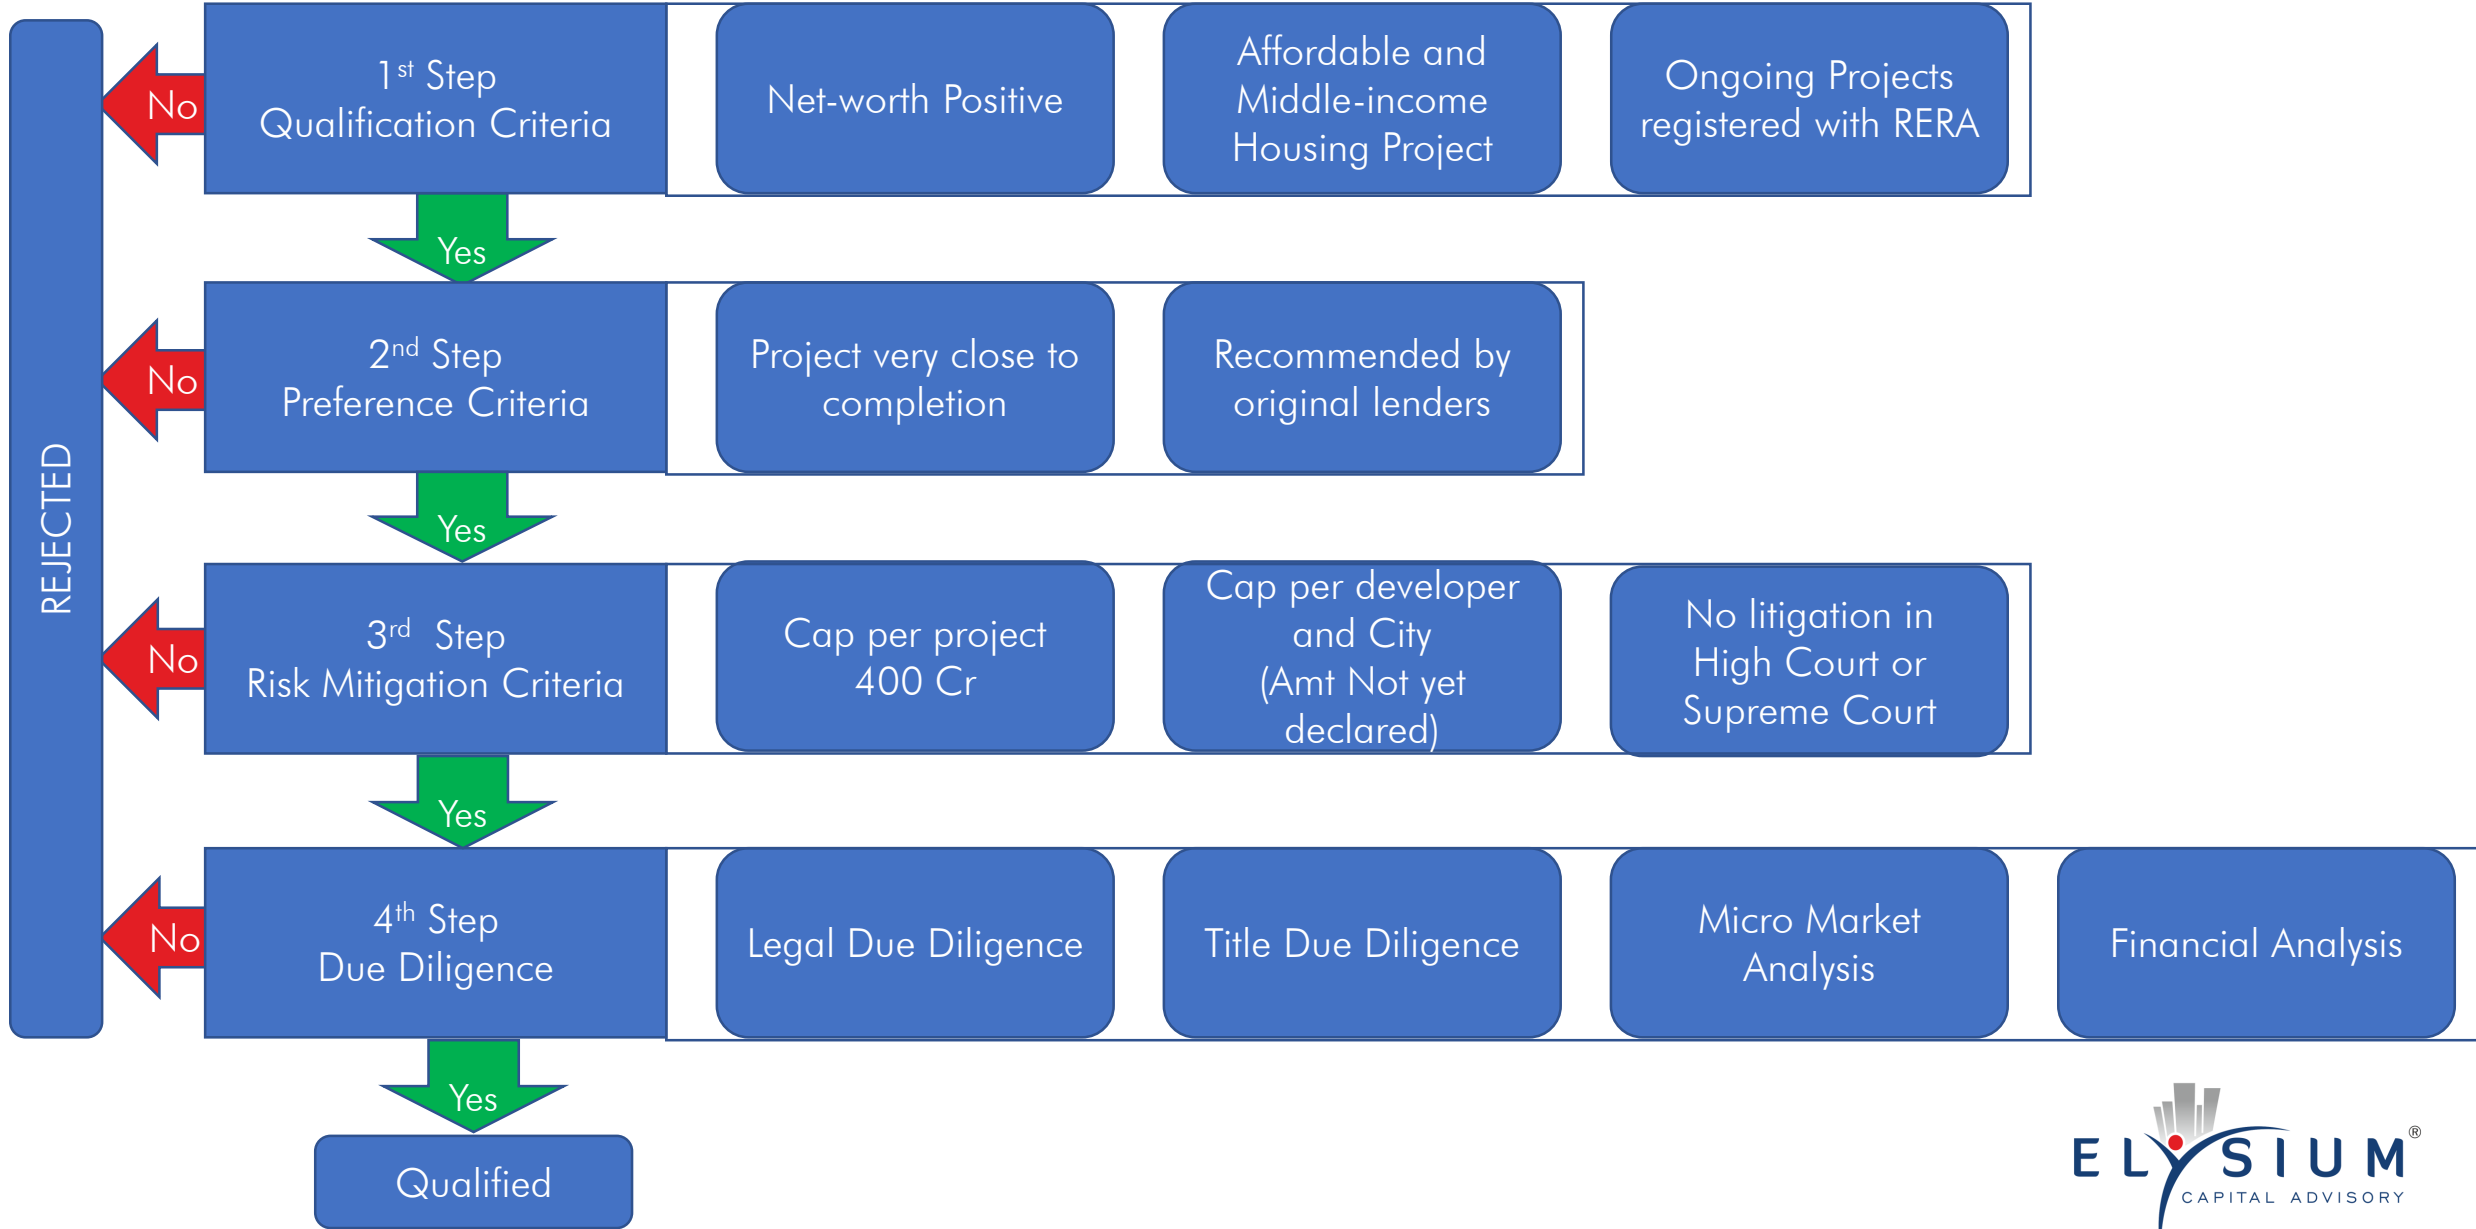 REJECTED
No
1st Step
Qualification Criteria
Net-worth Positive
Affordable and
Middle-income
Housing Project
Ongoing Projects
registered with RERA
Yes
No
2nd Step
Preference Criteria
Project very close to
completion
Recommended by
original lenders
Yes
No
3rd Step
Risk Mitigation Criteria
Cap per project
400 Cr
Cap per developer
and City
(Amt Not yet
declared)
No litigation in
High Court or
Supreme Court
Yes
No
4th Step
Due Diligence
Legal Due Diligence
Title Due Diligence
Micro Market
Analysis
Financial Analysis
Yes
Qualified
ELYSIUM®
CAPITAL ADVISORY